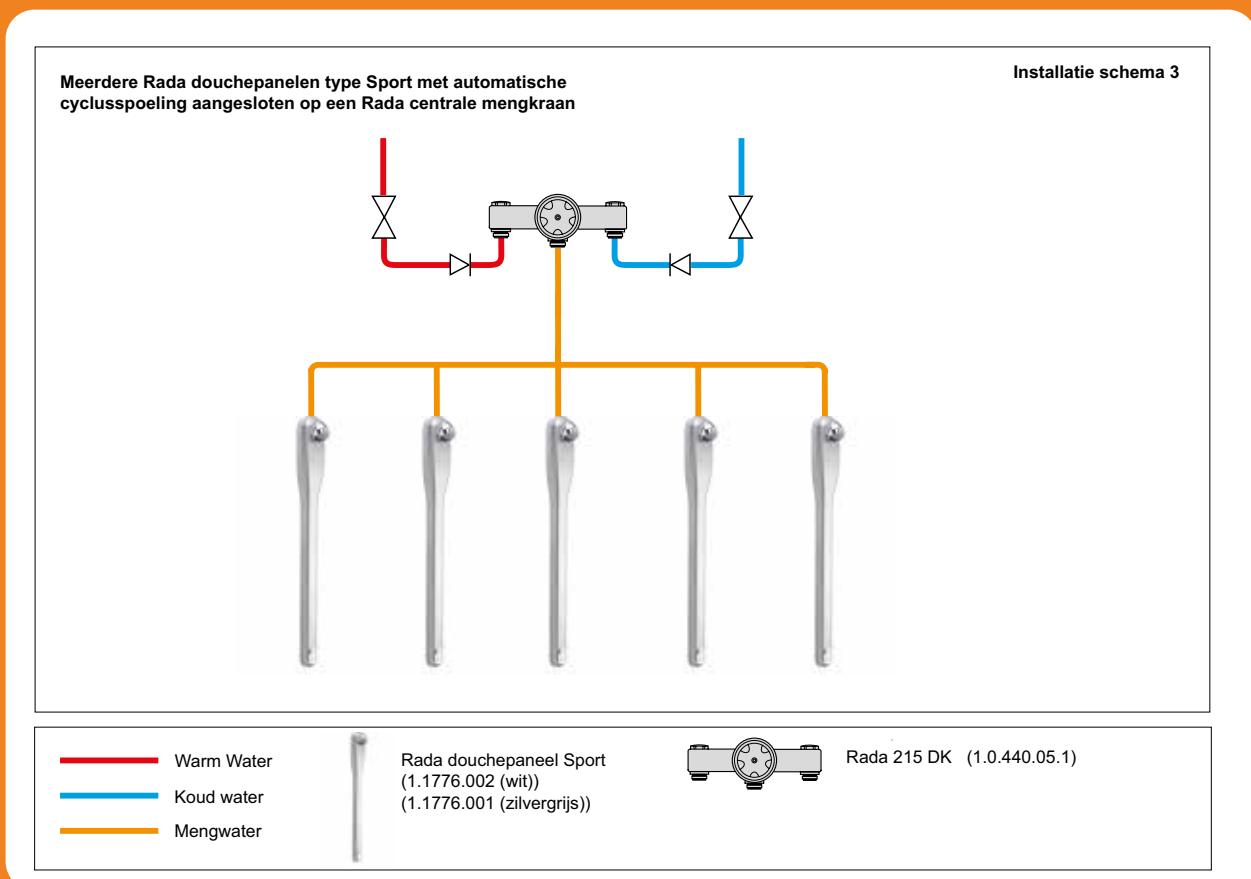 Meerdere Rada douchepanelen type Sport met automatische
cyclusspoeling aangesloten op een Rada centrale mengkraan
Installatie schema 3
Warm Water
Koud water
Mengwater
Rada douchepaneel Sport
(1.1776.002 (wit))
(1.1776.001 (zilvergrijs))
Rada 215 DK (1.0.440.05.1)